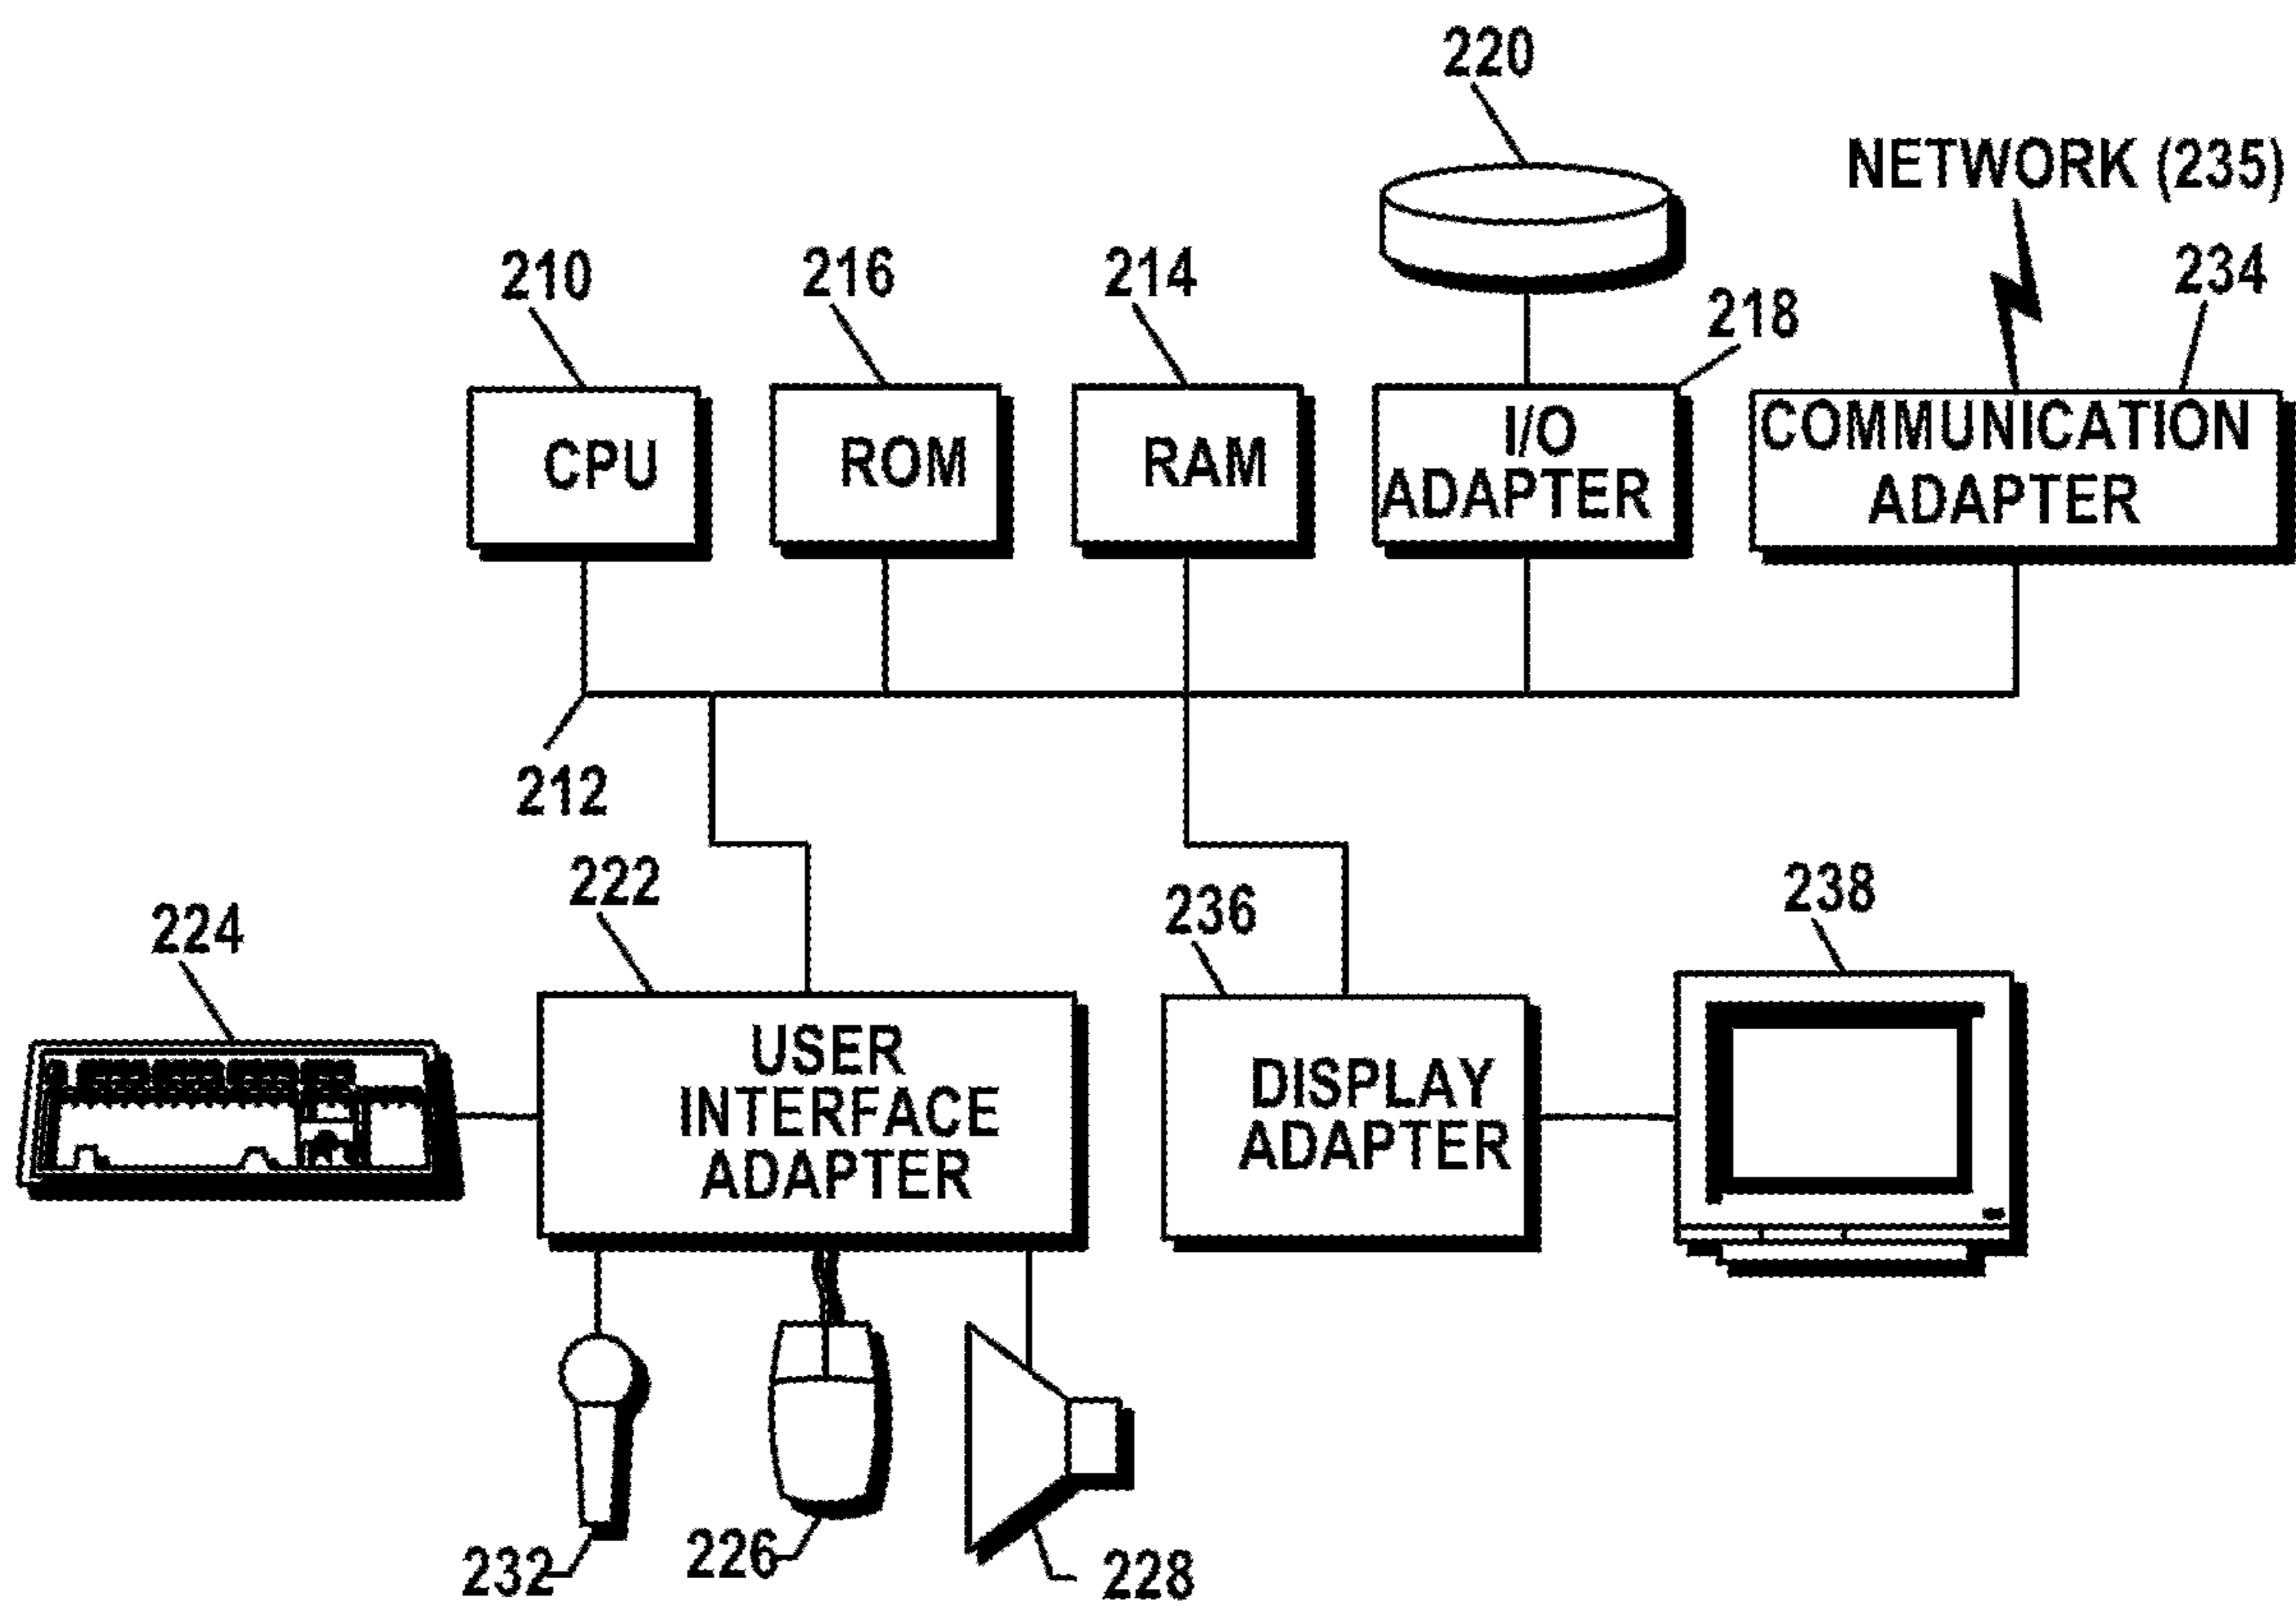 220
NETWORK (235)
210
216
214
218
234
CPU
ROM
RAM
I/O
ADAPTER
COMMUNICATION
ADAPTER
212
222
224
236
238
USER
INTERFACE
ADAPTER
DISPLAY
ADAPTER
232
226
228